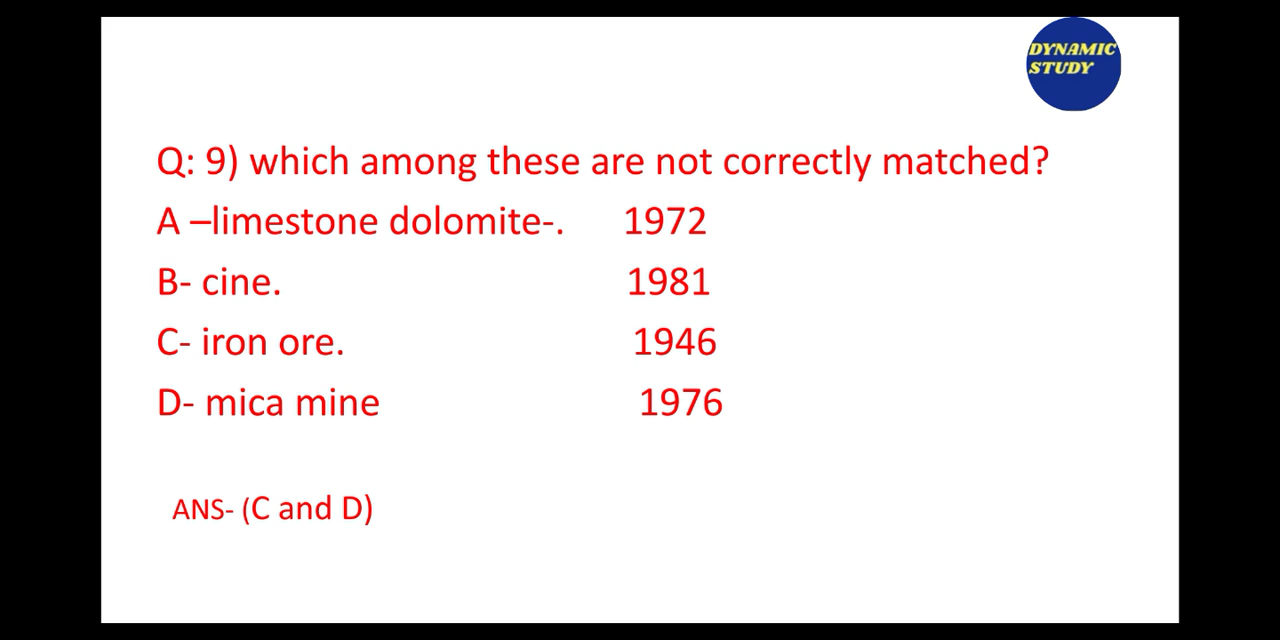 DYNAMIC
STUDY
Q: 9) which among these are not correctly matched?
A –limestone dolomite-. 1972
B- cine. 1981
C- iron ore. 1946
D- mica mine 1976
ANS- (C and D)